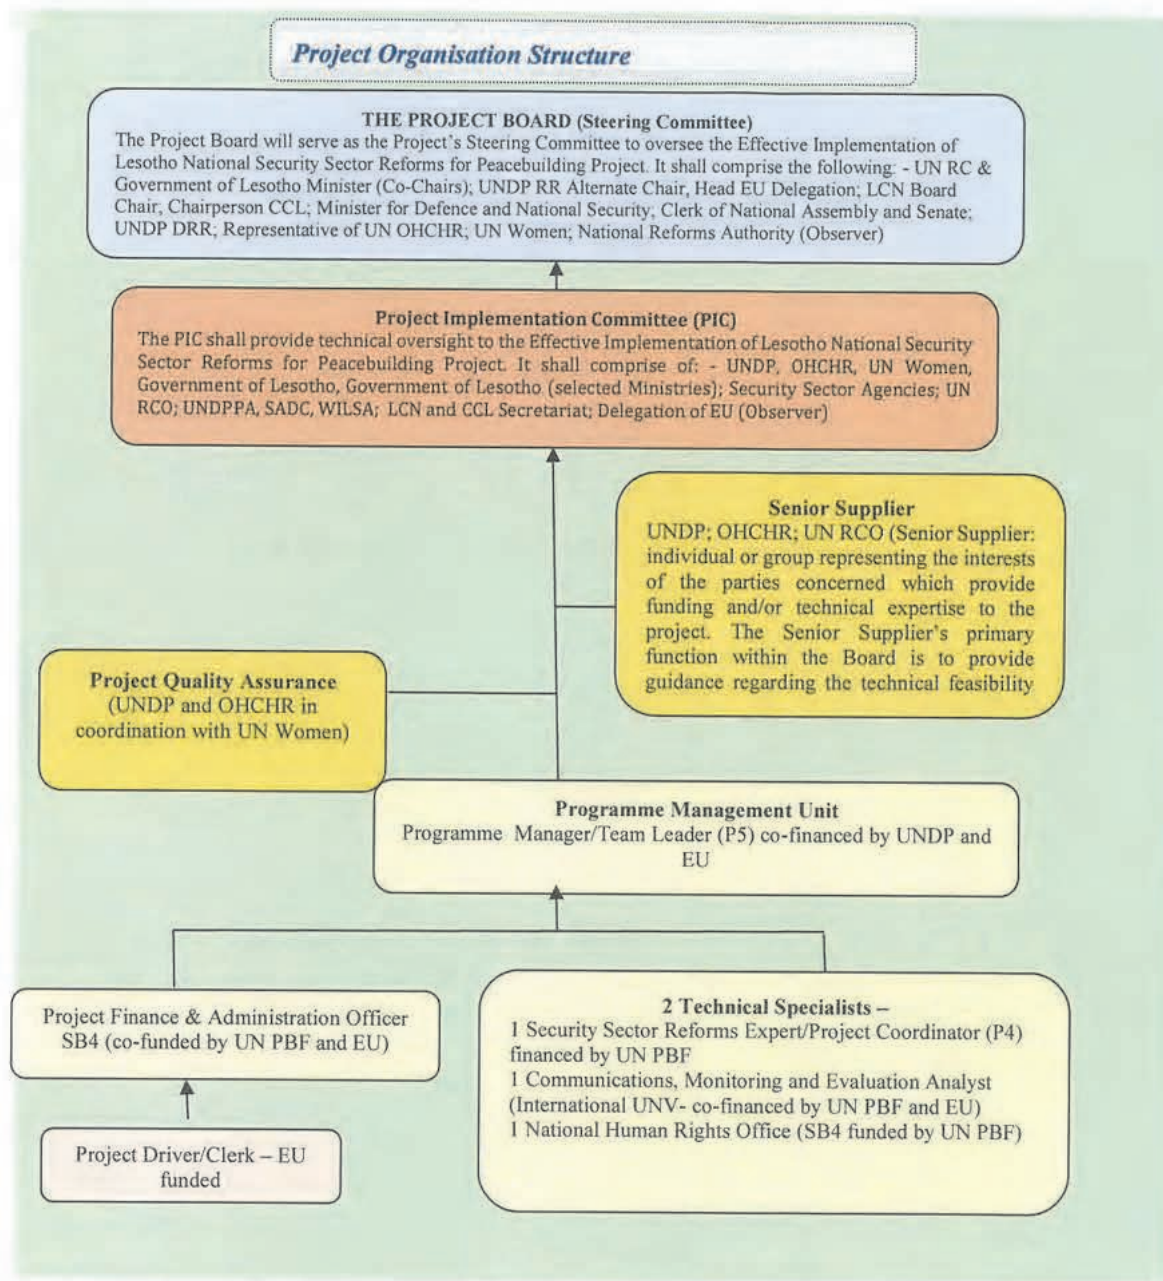 Project Organisation Structure
THE PROJECT BOARD (Steering Committee)
The Project Board will serve as the Project's Steering Committee to oversee the Effective Implementation of
Lesotho National Security Sector Reforms for Peacebuilding Project. It shall comprise the following: - UN RC &
Government of Lesotho Minister (Co-Chairs); UNDP RR Alternate Chair, Head EU Delegation; LCN Board
Chair, Chairperson CCL; Minister for Defence and National Security; Clerk of National Assembly and Senate;
UNDP DRR; Representative of UN OHCHR; UN Women; National Reforms Authority (Observer)
Project Implementation Committee (PIC)
The PIC shall provide technical oversight to the Effective Implementation of Lesotho National Security
Sector Reforms for Peacebuilding Project. It shall comprise of: - UNDP, OHCHR, UN Women,
Government of Lesotho, Government of Lesotho (selected Ministries); Security Sector Agencies; UN
RCO; UNDPPA, SADC, WILSA; LCN and CCL Secretariat; Delegation of EU (Observer)
Senior Supplier
UNDP; OHCHR; UN RCO (Senior Supplier:
individual or group representing the interests
of the parties concerned which provide
funding and/or technical expertise to the
project. The Senior Supplier's primary
function within the Board is to provide
guidance regarding the technical feasibility
Project Quality Assurance
(UNDP and OHCHR in
coordination with UN Women)
Programme Management Unit
Programme Manager/Team Leader (P5) co-financed by UNDP and
EU
Project Finance & Administration Officer
SB4 (co-funded by UN PBF and EU)
2 Technical Specialists –
1 Security Sector Reforms Expert/Project Coordinator (P4)
financed by UN PBF
1 Communications, Monitoring and Evaluation Analyst
(International UNV- co-financed by UN PBF and EU)
1 National Human Rights Office (SB4 funded by UN PBF)
Project Driver/Clerk – EU
funded